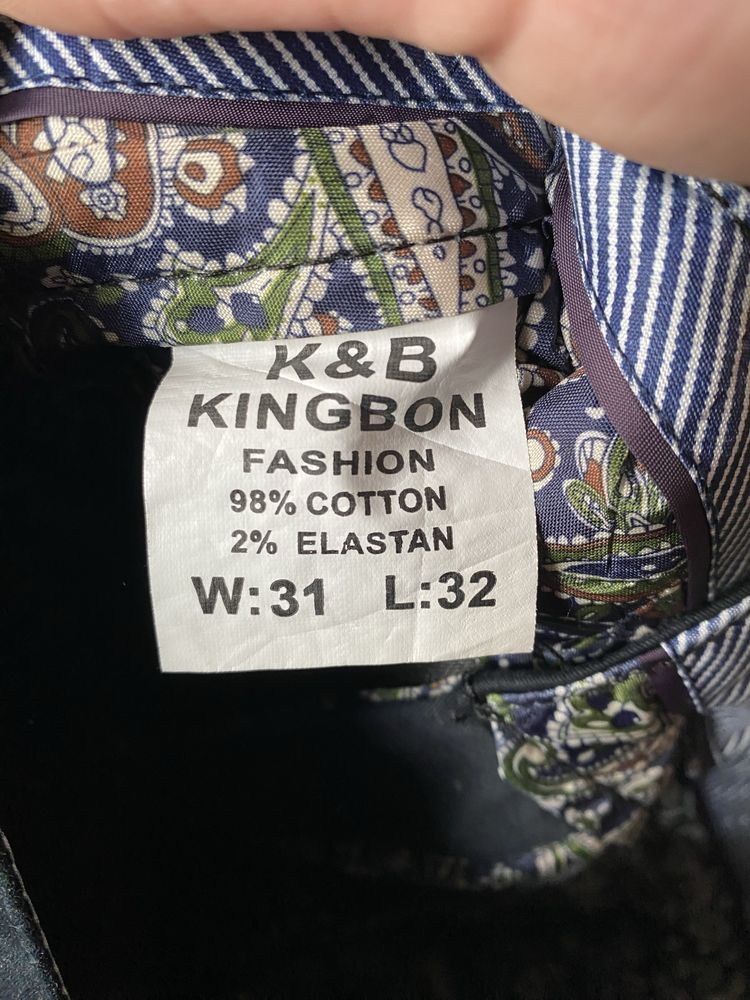 K&B
KINGBON
FASHION
98% COTTON
2% ELASTAN
W:31 L:32